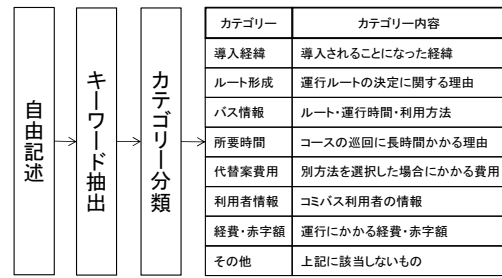 自由記述
キーワード抽出
カテゴリー分類
カテゴリー カテゴリー内容
導入経緯 導入されることになった経緯
ルート形成 運行ルートの決定に関する理由
バス情報 ルート・運行時間・利用方法
所要時間 コースの巡回に長時間かかる理由
代替案費用 別方法を選択した場合にかかる費用
利用者情報 コミバス利用者の情報
経費・赤字額 運行にかかる経費・赤字額
その他 上記に該当しないもの